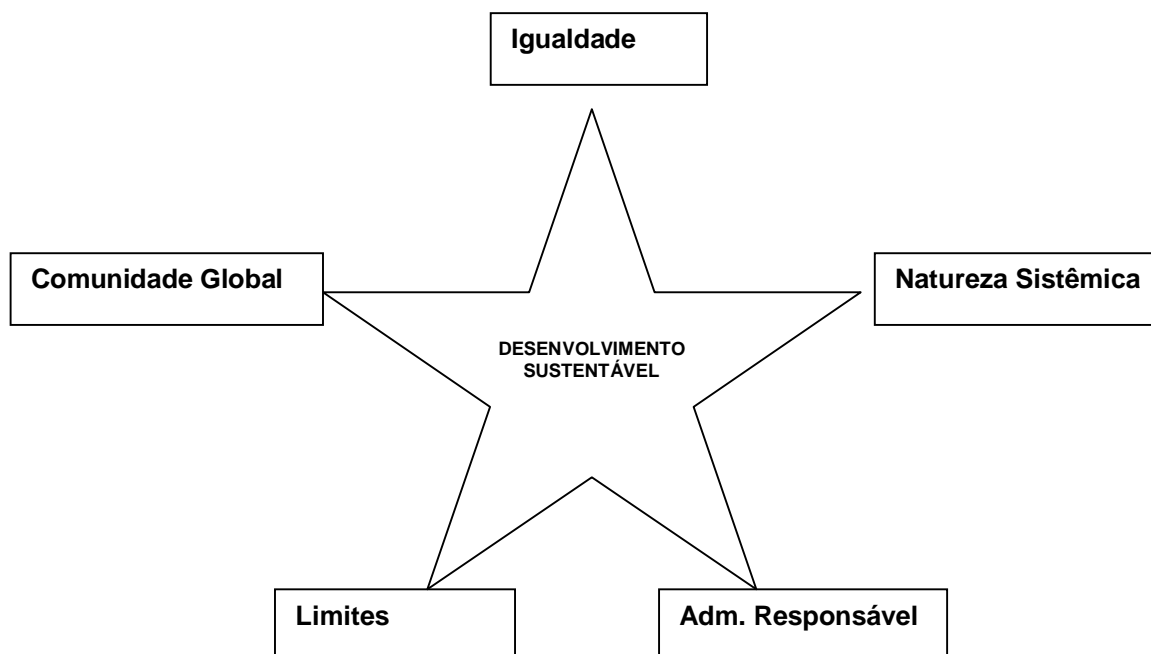 Igualdade
Comunidade Global
Natureza Sistêmica
DESENVOLVIMENTO
SUSTENTÁVEL
Limites
Adm. Responsável